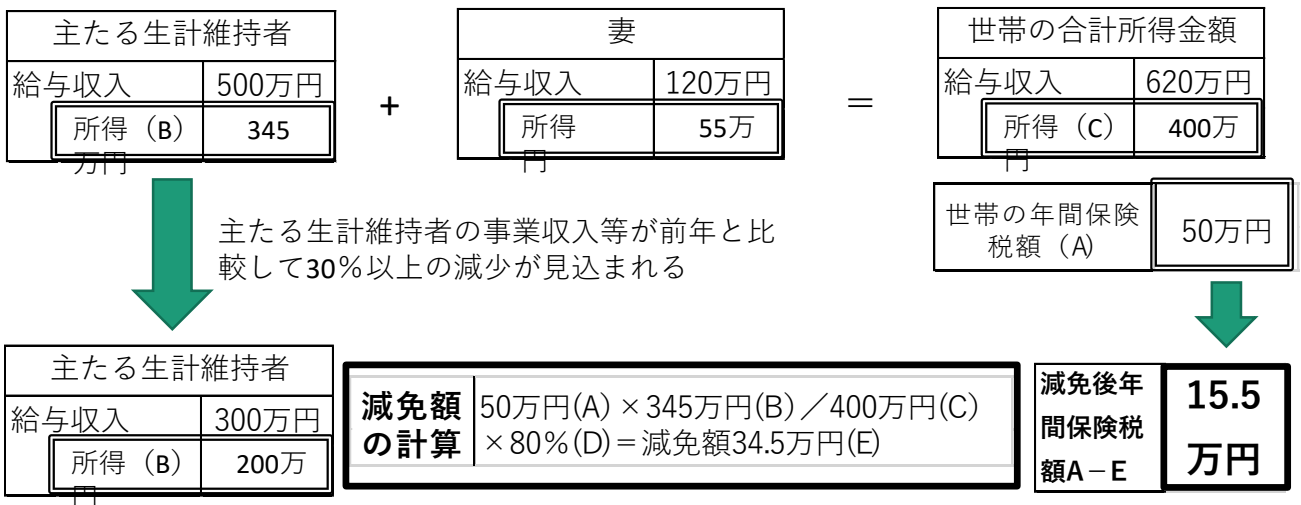 主たる生計維持者
給与収入 500万円
所得（B） 345
万円
+
妻
給与収入 120万円
所得 55万
円
＝
世帯の合計所得金額
給与収入 620万円
所得（C） 400万
円
世帯の年間保険
税額（A） 50万円
主たる生計維持者の事業収入等が前年と比
較して30％以上の減少が見込まれる
主たる生計維持者
給与収入 300万円
所得（B） 200万
円
減免額
の計算
50万円(A)×345万円(B)／400万円(C)
×80％(D)＝減免額34.5万円(E)
減免後年
間保険税
額A－E
15.5
万円